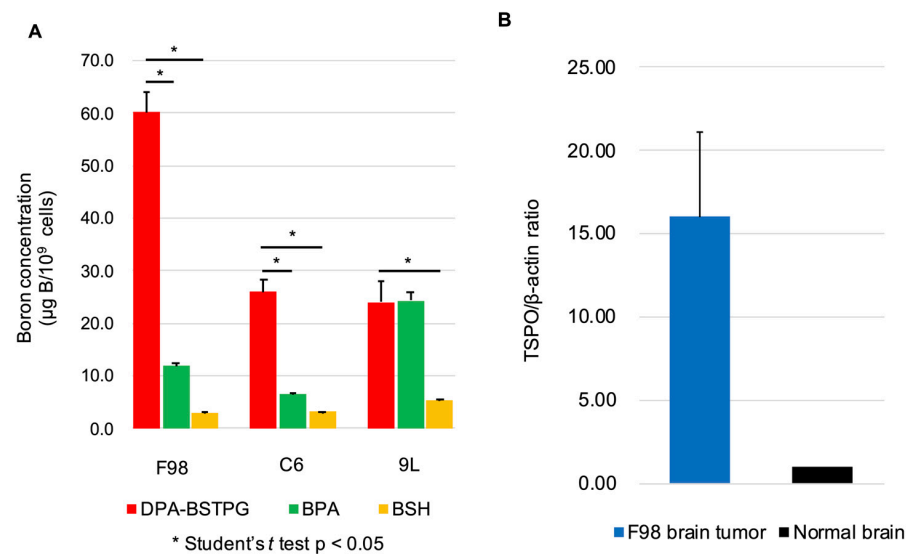 A
Boron concentration
(µg B/10⁹ cells)
70.0
60.0
50.0
40.0
30.0
20.0
10.0
0.0
*
*
*
*
*
F98
C6
9L
DPA-BSTPG
BPA
BSH
* Student's t test p < 0.05
B
TSPO/β-actin ratio
25.00
20.00
15.00
10.00
5.00
0.00
F98 brain tumor
Normal brain